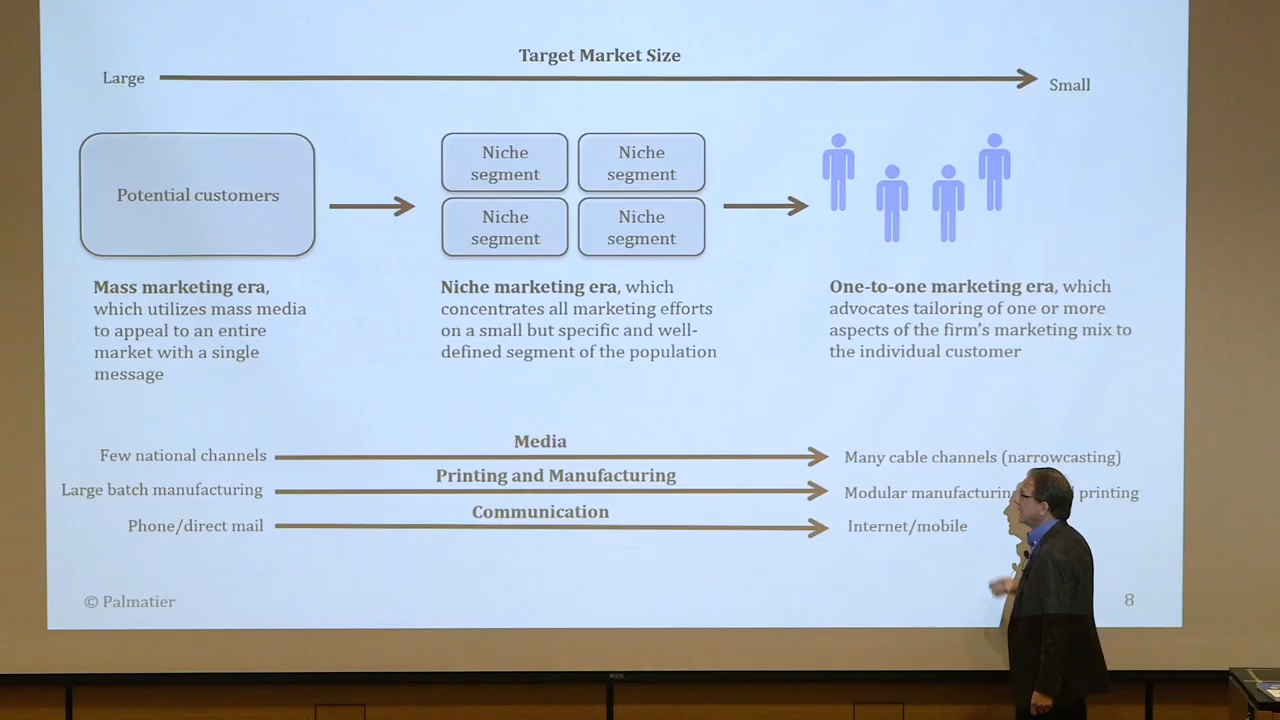 Target Market Size
Large
Small
Potential customers
Niche
segment
Niche
segment
Niche
segment
Niche
segment
Mass marketing era,
which utilizes mass media
to appeal to an entire
market with a single
message
Niche marketing era, which
concentrates all marketing efforts
on a small but specific and well-
defined segment of the population
One-to-one marketing era, which
advocates tailoring of one or more
aspects of the firm's marketing mix to
the individual customer
Media
Few national channels
Many cable channels (narrowcasting)
Printing and Manufacturing
Large batch manufacturing
Modular printing
Communication
Phone/direct mail
Internet/mobile
© Palmatier
8